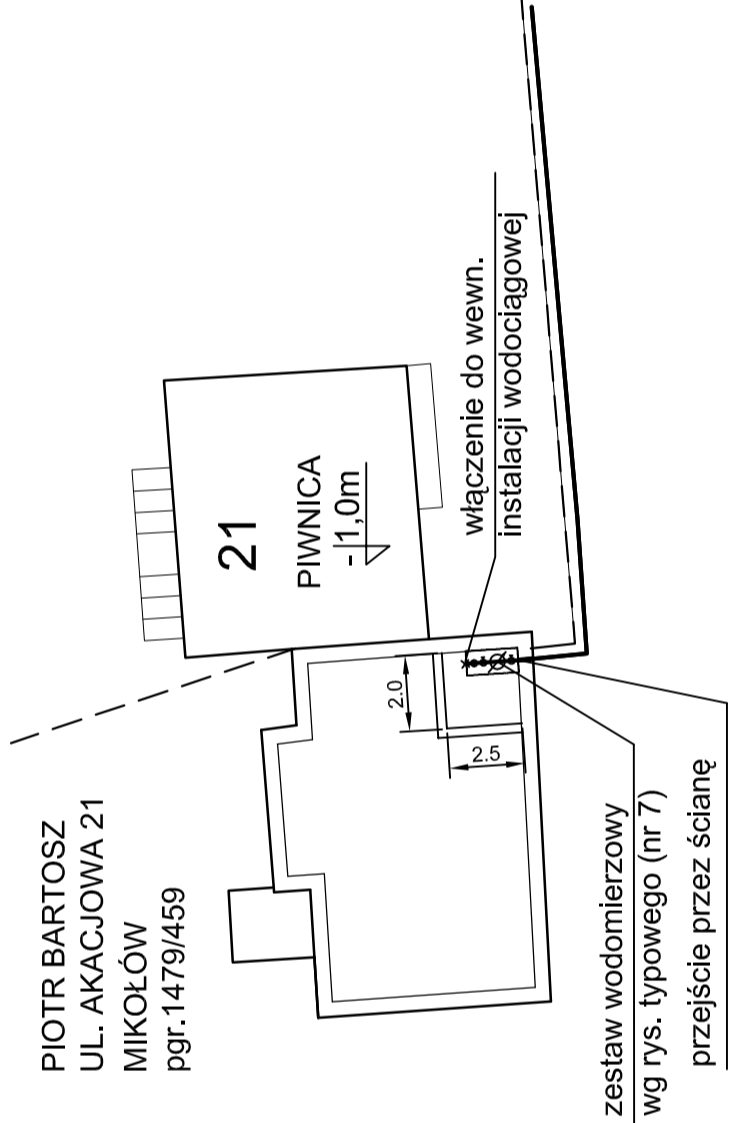 PIOTR BARTOSZ
UL. AKACJOWA 21
MIKOŁÓW
pgr.1479/459
21
PIWNICA
-1,0m
włączenie do wewn.
instalacji wodociągowej
2.0
2.5
zestaw wodomierzowy
wg rys. typowego (nr 7)
przejście przez ścianę